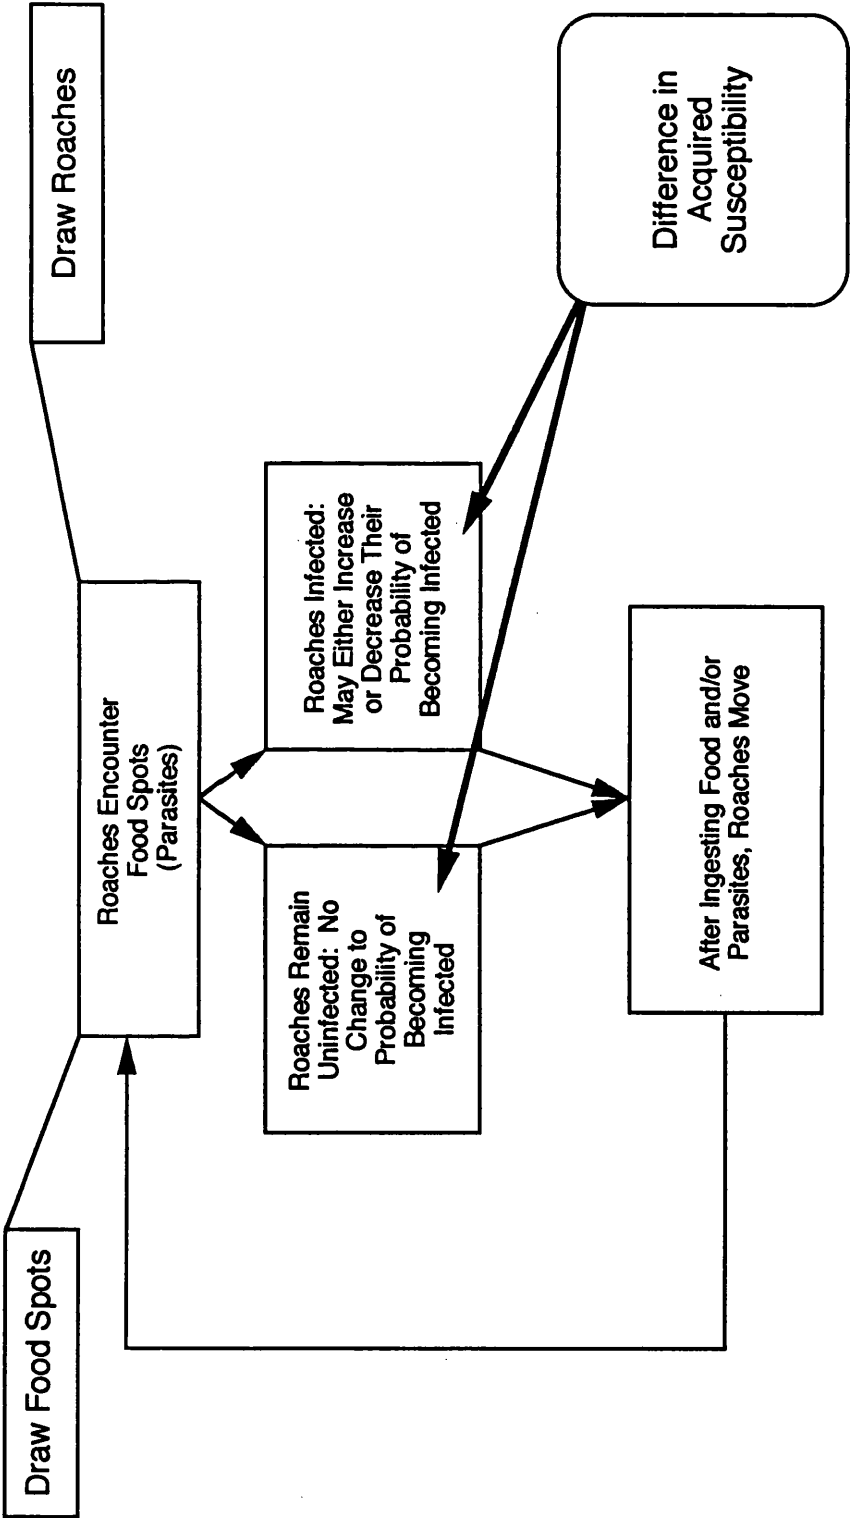 Draw Food Spots
Draw Roaches
Roaches Encounter
Food Spots
(Parasites)
Roaches Remain
Uninfected: No
Change to
Probability of
Becoming
Infected
Roaches Infected:
May Either Increase
or Decrease Their
Probability of
Becoming Infected
After Ingesting Food and/or
Parasites, Roaches Move
Difference in
Acquired
Susceptibility